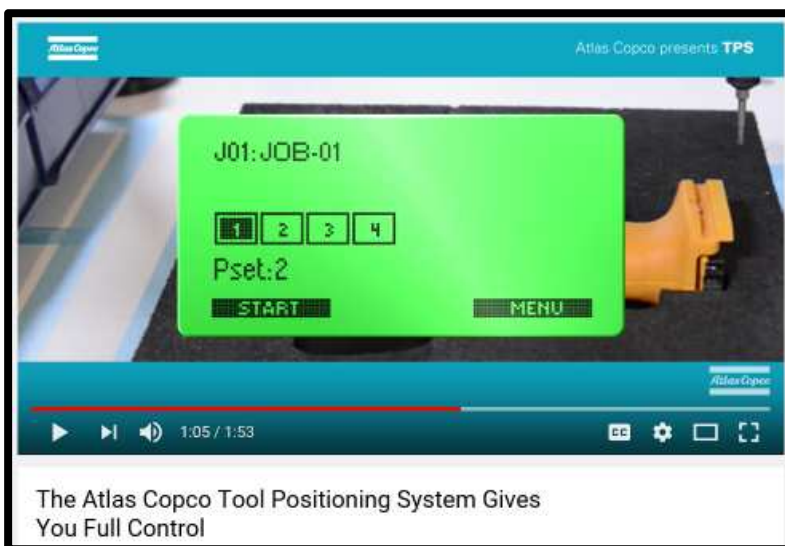 Atlas Copco
Atlas Copco presents TPS
J01:JOB-01
1 2 3 4
Pset:2
START MENU
Atlas Copco
1:05 / 1:53
CC
The Atlas Copco Tool Positioning System Gives
You Full Control